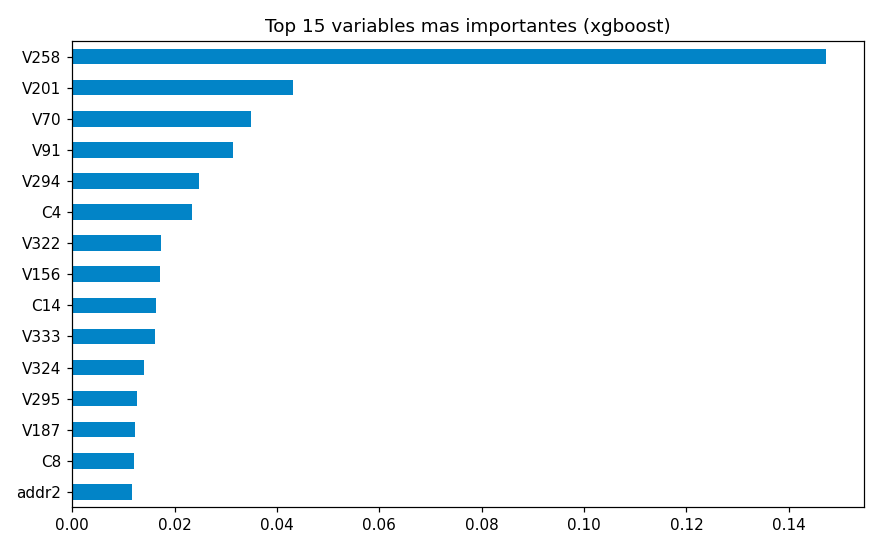 Top 15 variables mas importantes (xgboost)
V258
V201
V70
V91
V294
C4
V322
V156
C14
V333
V324
V295
V187
C8
addr2
0.00 0.02 0.04 0.06 0.08 0.10 0.12 0.14